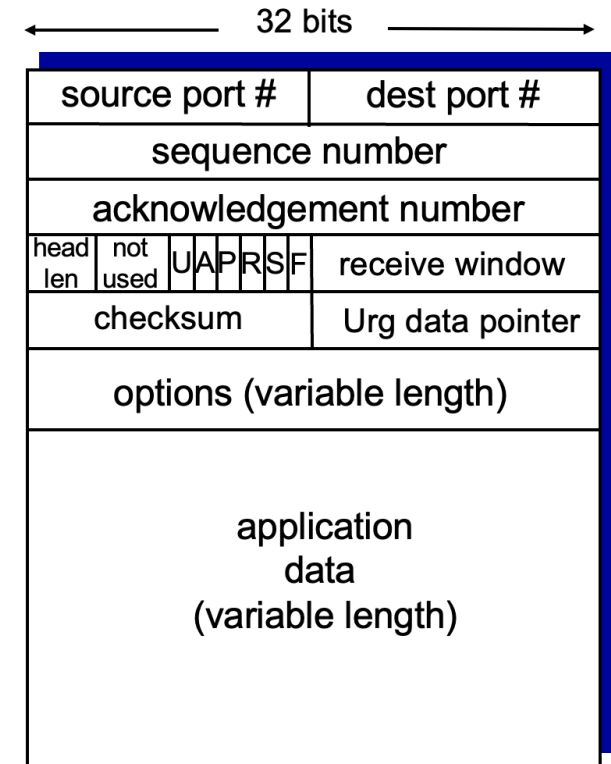 32 bits
source port # dest port #
sequence number
acknowledgement number
head len not used U A P R S F receive window
checksum Urg data pointer
options (variable length)
application
data
(variable length)